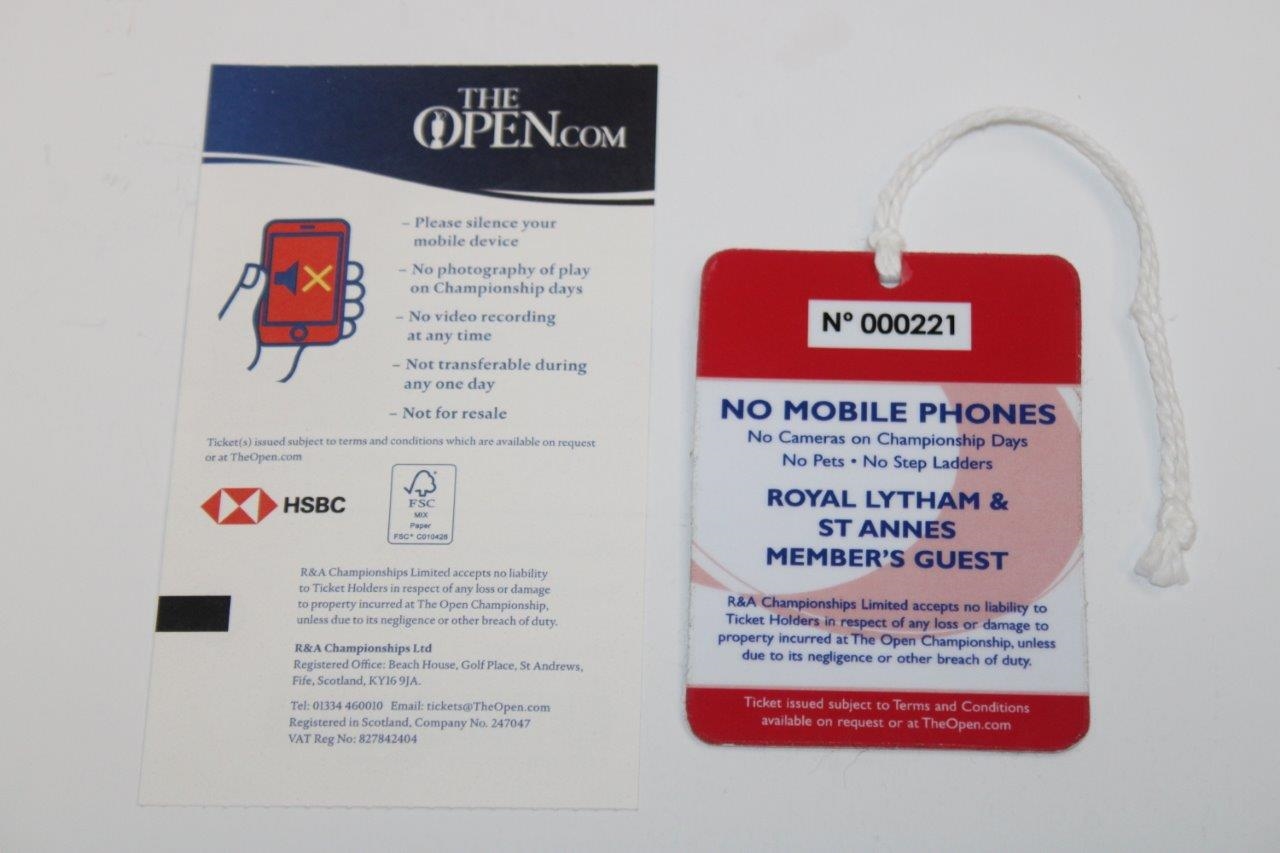 THE
OPEN.COM
– Please silence your
mobile device
– No photography of play
on Championship days
– No video recording
at any time
– Not transferable during
any one day
– Not for resale
Ticket(s) issued subject to terms and conditions which are available on request
or at TheOpen.com
HSBC
FSC
MIX
Paper
FSC® C010428
R&A Championships Limited accepts no liability
to Ticket Holders in respect of any loss or damage
to property incurred at The Open Championship,
unless due to its negligence or other breach of duty.
R&A Championships Ltd
Registered Office: Beach House, Golf Place, St Andrews,
Fife, Scotland, KY16 9JA.
Tel: 01334 460010 Email: tickets@TheOpen.com
Registered in Scotland, Company No. 247047
VAT Reg No: 827842404
N° 000221
NO MOBILE PHONES
No Cameras on Championship Days
No Pets • No Step Ladders
ROYAL LYTHAM &
ST ANNES
MEMBER'S GUEST
R&A Championships Limited accepts no liability to
Ticket Holders in respect of any loss or damage to
property incurred at The Open Championship, unless
due to its negligence or other breach of duty.
Ticket issued subject to Terms and Conditions
available on request or at TheOpen.com